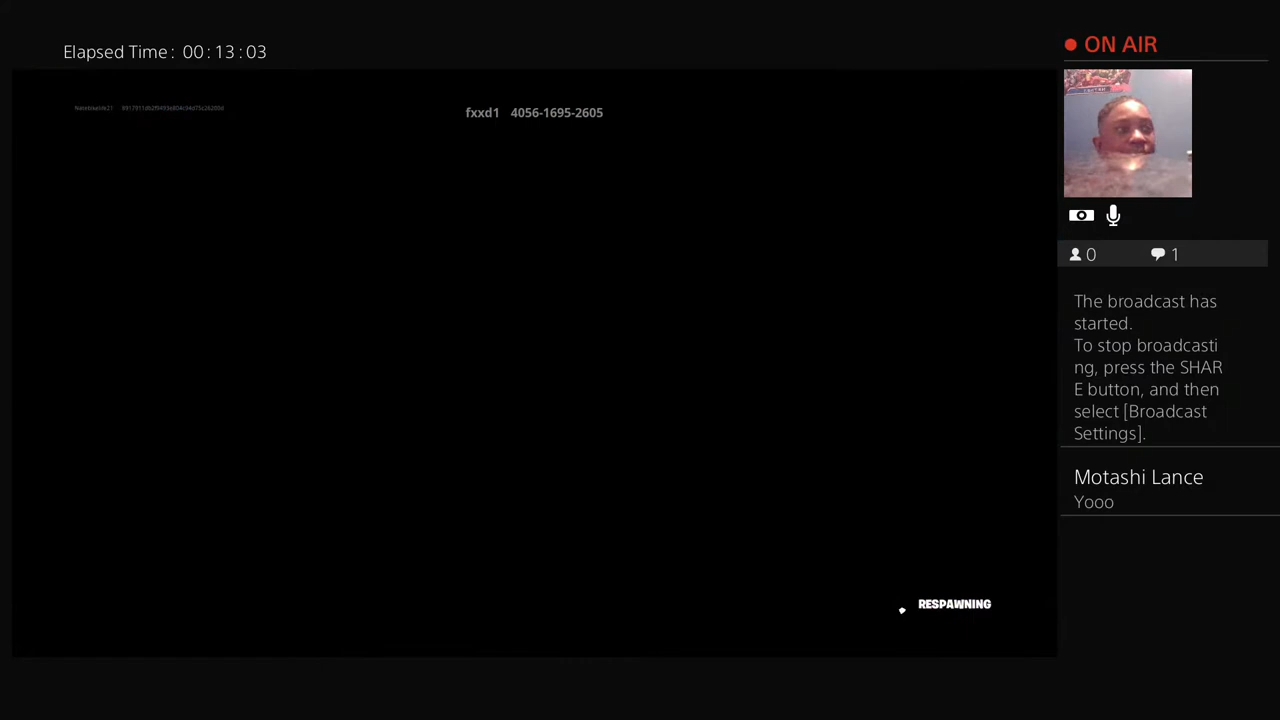 Elapsed Time: 00:13:03
ON AIR
fxxd1 4056-1695-2605
0 1
The broadcast has
started.
To stop broadcasti
ng, press the SHAR
E button, and then
select [Broadcast
Settings].
Motashi Lance
Yooo
RESPAWNING